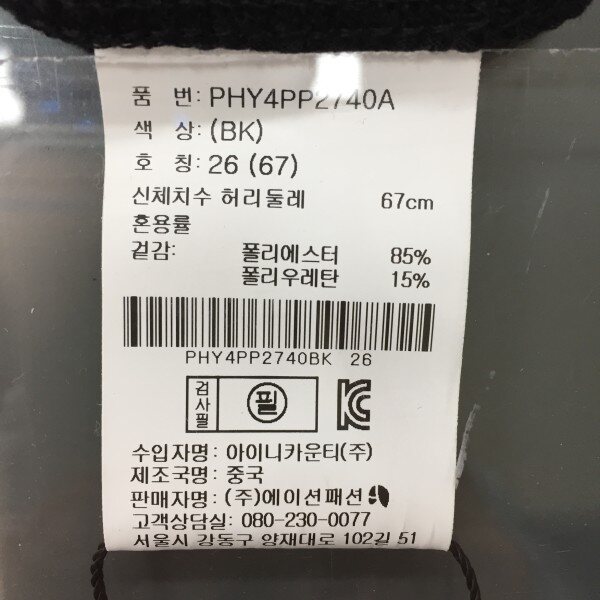 품 번: PHY4PP2740A
색 상: (BK)
호 칭: 26 (67)
신체치수 허리둘레 67cm
혼용률
겉감: 폴리에스터 85%
폴리우레탄 15%
PHY4PP2740BK 26
검사필 필 KC
수입자명: 아이니카운티(주)
제조국명: 중국
판매자명: (주)에이션패션
고객상담실: 080-230-0077
서울시 강동구 양재대로 102길 51